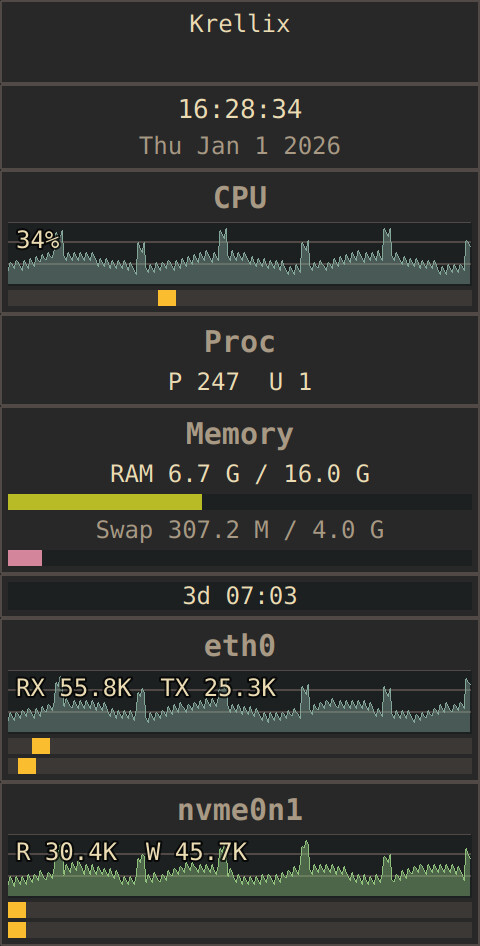 Krellix
16:28:34
Thu Jan 1 2026
CPU
34%
Proc
P 247 U 1
Memory
RAM 6.7 G / 16.0 G
Swap 307.2 M / 4.0 G
3d 07:03
eth0
RX 55.8K TX 25.3K
nvme0n1
R 30.4K W 45.7K